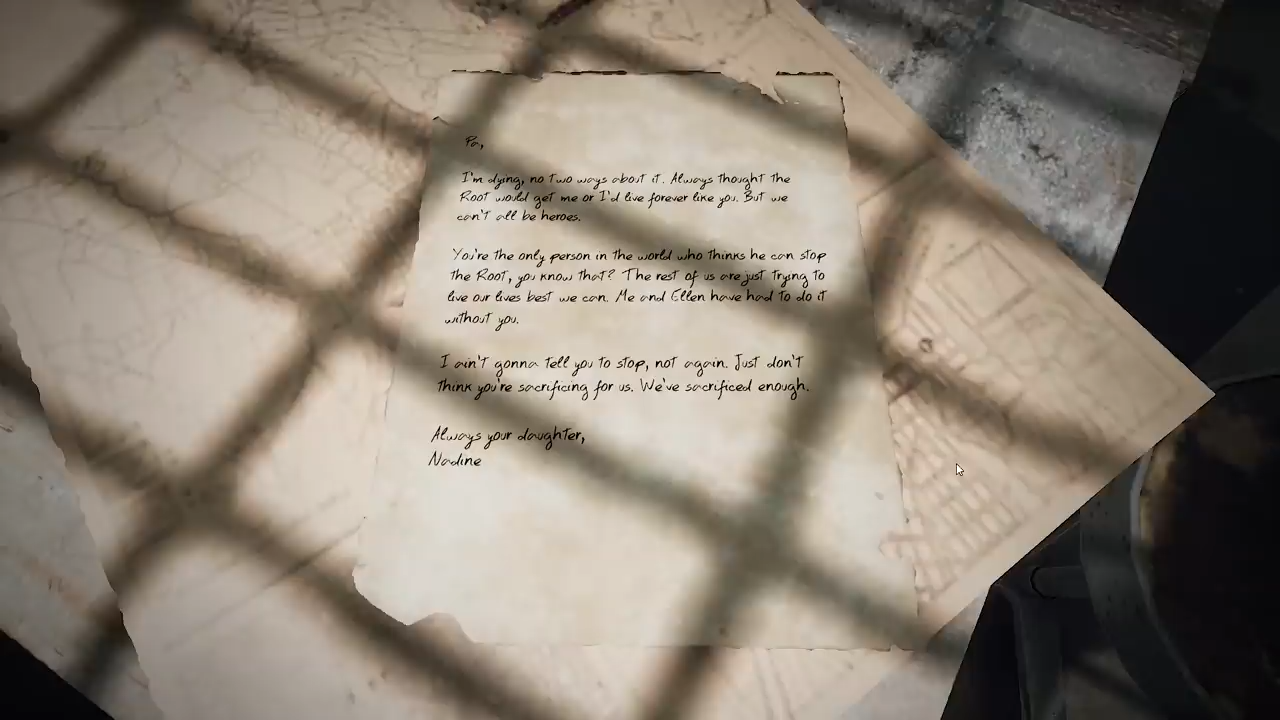 Pa,
I'm dying, no two ways about it. Always thought the
Root would get me or I'd live forever like you. But we
can't all be heroes.
You're the only person in the world who thinks he can stop
the Root, you know that? The rest of us are just trying to
live our lives best we can. Me and Ellen have had to do it
without you.
I ain't gonna tell you to stop, not again. Just don't
think you're sacrificing for us. We've sacrificed enough.
Always your daughter,
Nadine